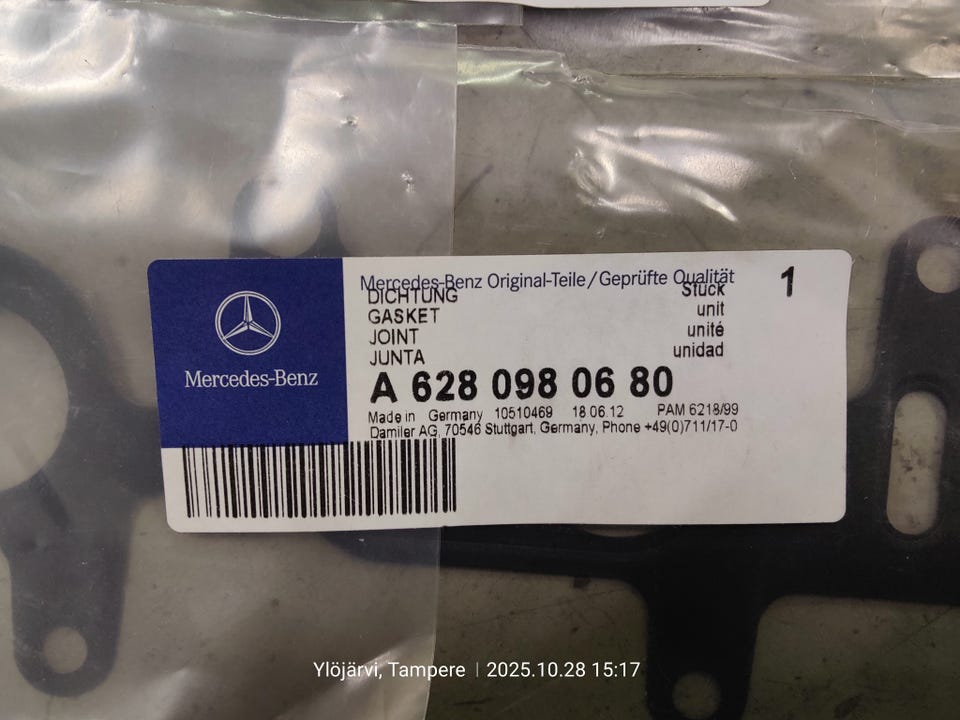 Mercedes-Benz Original-Teile/Geprüfte Qualität 1
DICHTUNG Stück
GASKET unit
JOINT unité
JUNTA unidad
Mercedes-Benz
A 628 098 06 80
Made in Germany 10510469 18.06.12 PAM 6218/99
Damiler AG, 70546 Stuttgart, Germany, Phone +49(0)711/17-0
Ylöjärvi, Tampere | 2025.10.28 15:17